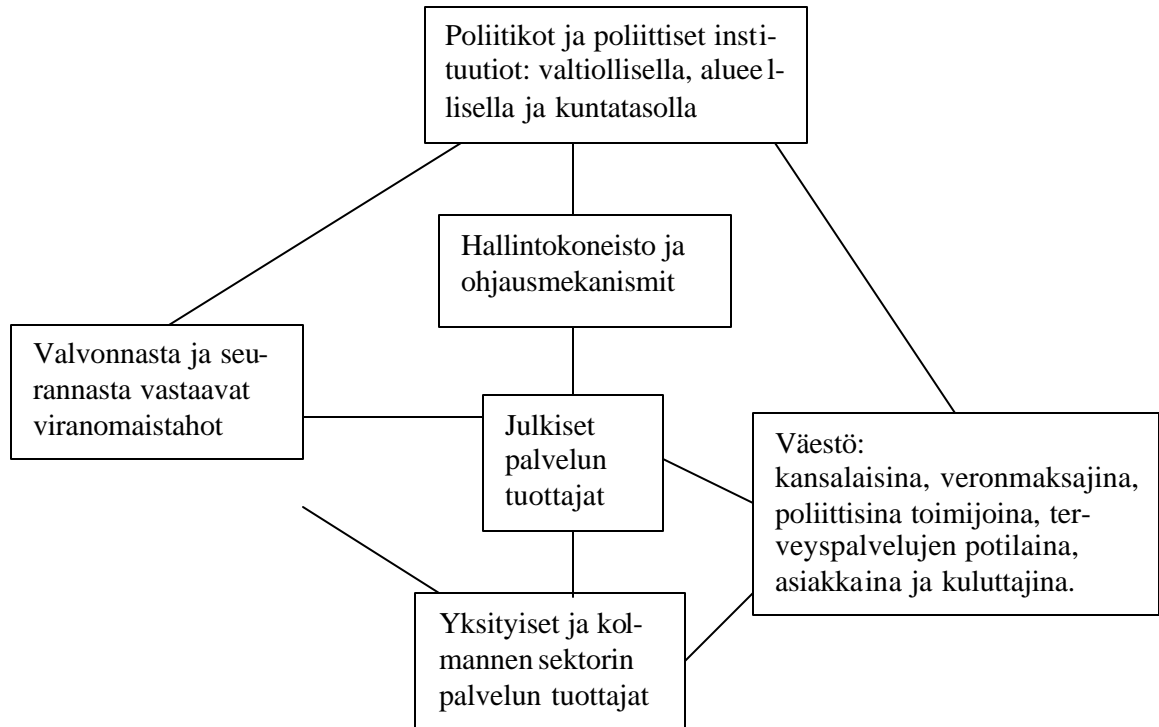 Poliitikot ja poliittiset insti-
tuutiot: valtiollisella, alueel-
lisella ja kuntatasolla
Hallintokoneisto ja
ohjausmekanismit
Valvonnasta ja seu-
rannasta vastaavat
viranomaistahot
Julkiset
palvelun
tuottajat
Väestö:
kansalaisina, veronmaksajina,
poliittisina toimijoina, ter-
veyspalvelujen potilaina,
asiakkaina ja kuluttajina.
Yksityiset ja kol-
mannen sektorin
palvelun tuottajat